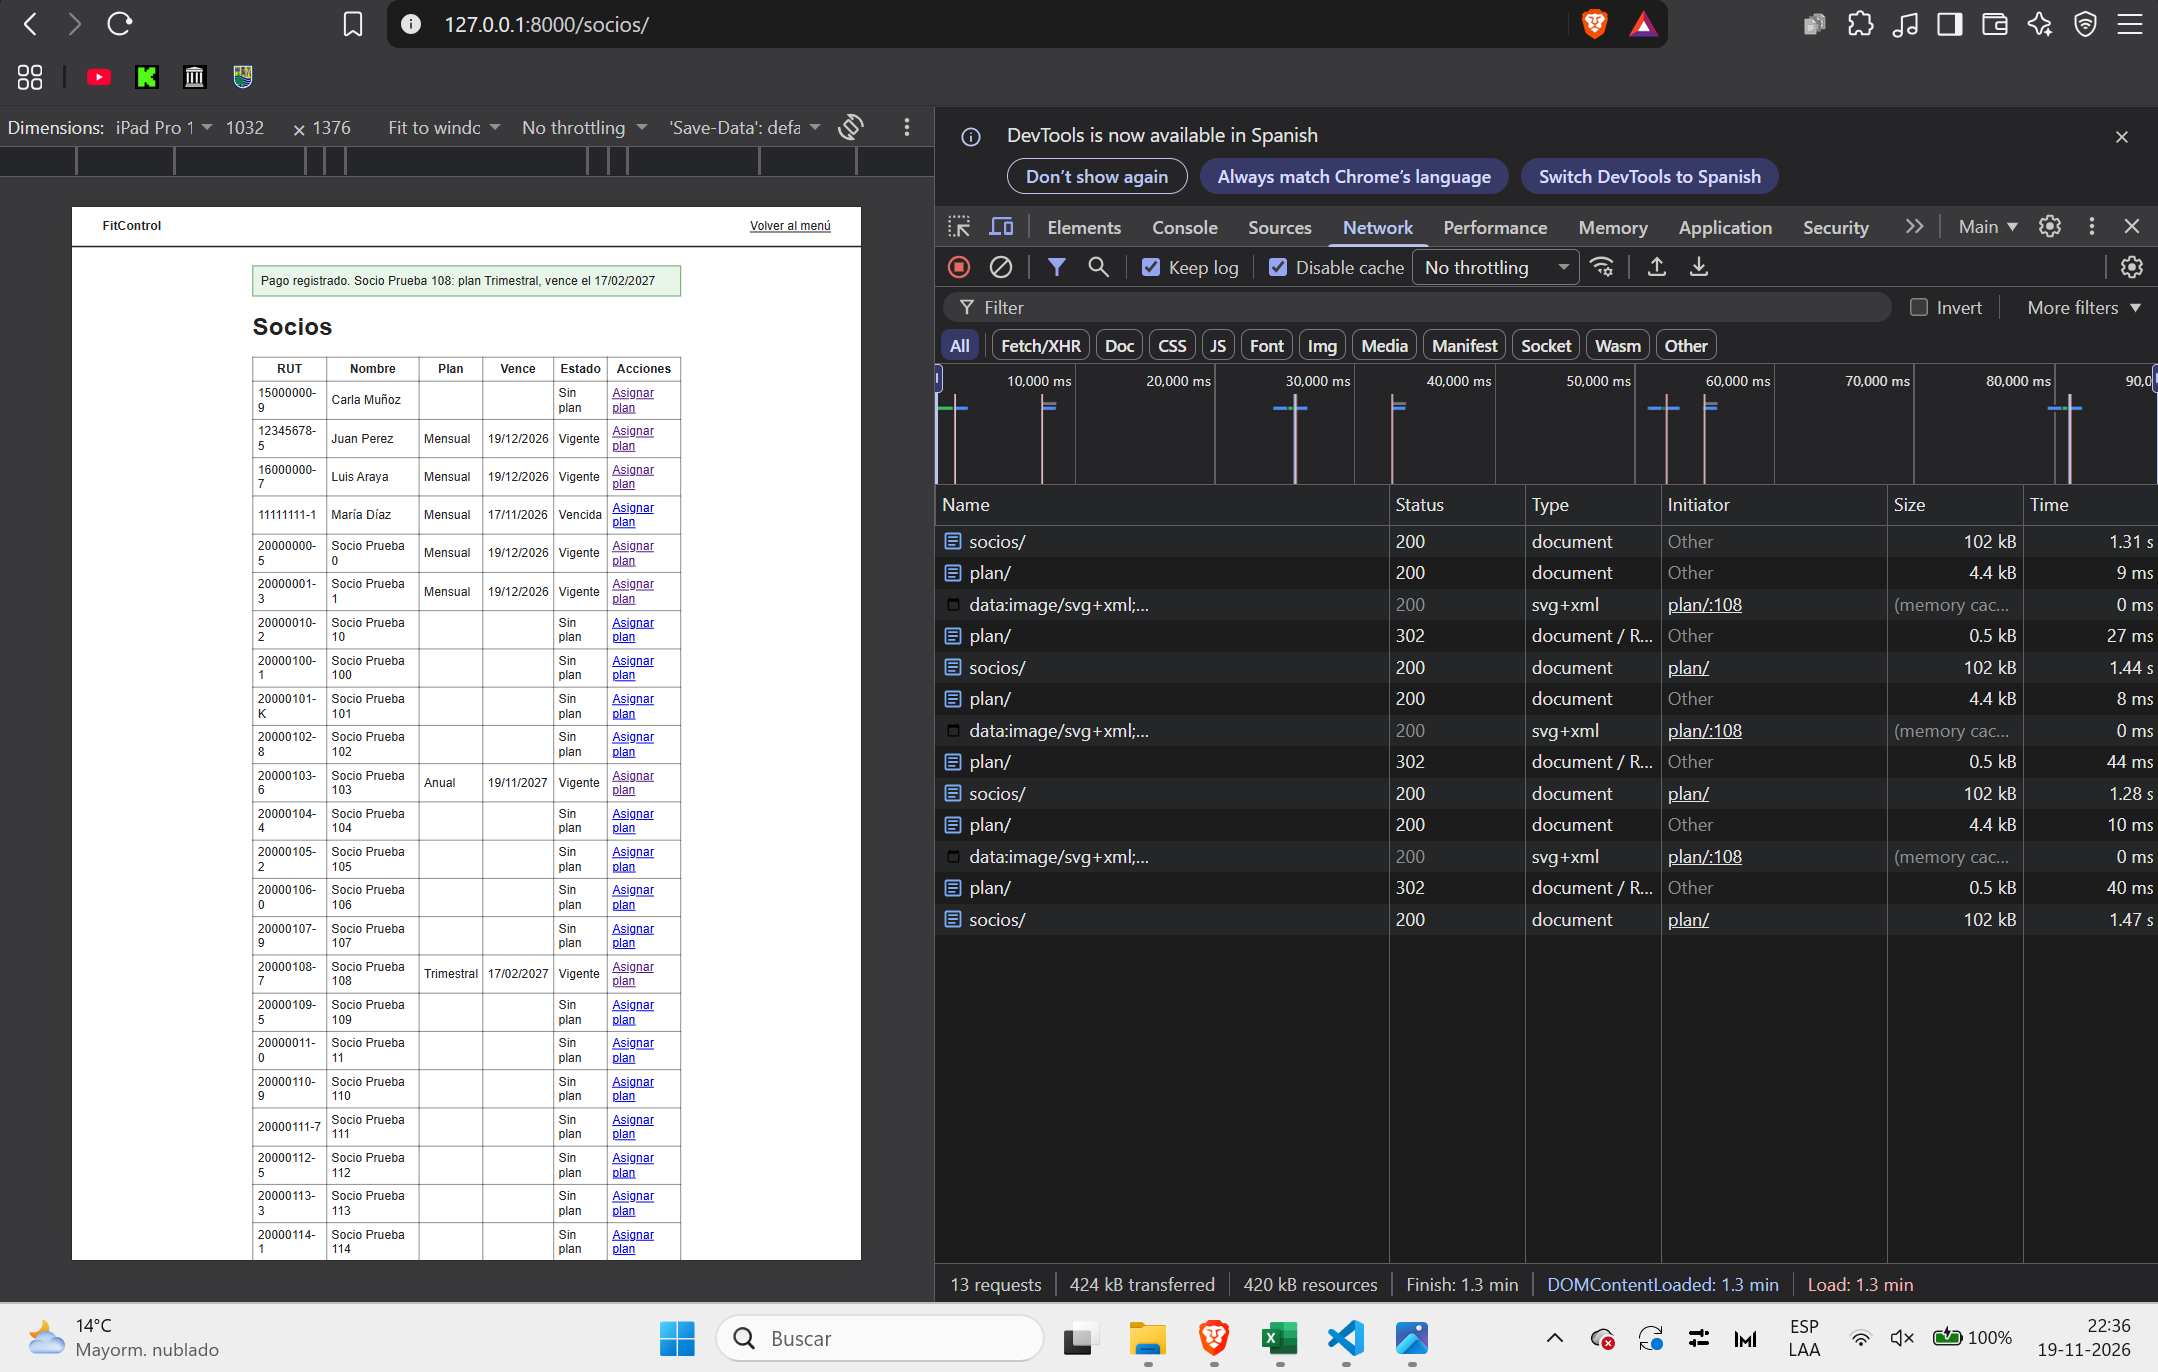 127.0.0.1:8000/socios/
Dimensions: iPad Pro 1 1032 × 1376 Fit to windc No throttling 'Save-Data': defa
FitControl Volver al menú
Pago registrado. Socio Prueba 108: plan Trimestral, vence el 17/02/2027
Socios
RUT Nombre Plan Vence Estado Acciones
15000000-9 Carla Muñoz Sin plan Asignar plan
12345678-5 Juan Perez Mensual 19/12/2026 Vigente Asignar plan
16000000-7 Luis Araya Mensual 19/12/2026 Vigente Asignar plan
11111111-1 María Díaz Mensual 17/11/2026 Vencida Asignar plan
20000000-5 Socio Prueba 0 Mensual 19/12/2026 Vigente Asignar plan
20000001-3 Socio Prueba 1 Mensual 19/12/2026 Vigente Asignar plan
20000010-2 Socio Prueba 10 Sin plan Asignar plan
20000100-1 Socio Prueba 100 Sin plan Asignar plan
20000101-K Socio Prueba 101 Sin plan Asignar plan
20000102-8 Socio Prueba 102 Sin plan Asignar plan
20000103-6 Socio Prueba 103 Anual 19/11/2027 Vigente Asignar plan
20000104-4 Socio Prueba 104 Sin plan Asignar plan
20000105-2 Socio Prueba 105 Sin plan Asignar plan
20000106-0 Socio Prueba 106 Sin plan Asignar plan
20000107-9 Socio Prueba 107 Sin plan Asignar plan
20000108-7 Socio Prueba 108 Trimestral 17/02/2027 Vigente Asignar plan
20000109-5 Socio Prueba 109 Sin plan Asignar plan
20000011-0 Socio Prueba 11 Sin plan Asignar plan
20000110-9 Socio Prueba 110 Sin plan Asignar plan
20000111-7 Socio Prueba 111 Sin plan Asignar plan
20000112-5 Socio Prueba 112 Sin plan Asignar plan
20000113-3 Socio Prueba 113 Sin plan Asignar plan
20000114-1 Socio Prueba 114 Sin plan Asignar plan
DevTools is now available in Spanish
Don't show again Always match Chrome's language Switch DevTools to Spanish
Elements Console Sources Network Performance Memory Application Security Main
Keep log Disable cache No throttling
Filter Invert More filters
All Fetch/XHR Doc CSS JS Font Img Media Manifest Socket Wasm Other
10,000 ms 20,000 ms 30,000 ms 40,000 ms 50,000 ms 60,000 ms 70,000 ms 80,000 ms 90,0
Name Status Type Initiator Size Time
socios/ 200 document Other 102 kB 1.31 s
plan/ 200 document Other 4.4 kB 9 ms
data:image/svg+xml;... 200 svg+xml plan/:108 (memory cac... 0 ms
plan/ 302 document / R... Other 0.5 kB 27 ms
socios/ 200 document plan/ 102 kB 1.44 s
plan/ 200 document Other 4.4 kB 8 ms
data:image/svg+xml;... 200 svg+xml plan/:108 (memory cac... 0 ms
plan/ 302 document / R... Other 0.5 kB 44 ms
socios/ 200 document plan/ 102 kB 1.28 s
plan/ 200 document Other 4.4 kB 10 ms
data:image/svg+xml;... 200 svg+xml plan/:108 (memory cac... 0 ms
plan/ 302 document / R... Other 0.5 kB 40 ms
socios/ 200 document plan/ 102 kB 1.47 s
13 requests 424 kB transferred 420 kB resources Finish: 1.3 min DOMContentLoaded: 1.3 min Load: 1.3 min
14°C
Mayorm. nublado
Buscar
ESP
LAA
100%
22:36
19-11-2026